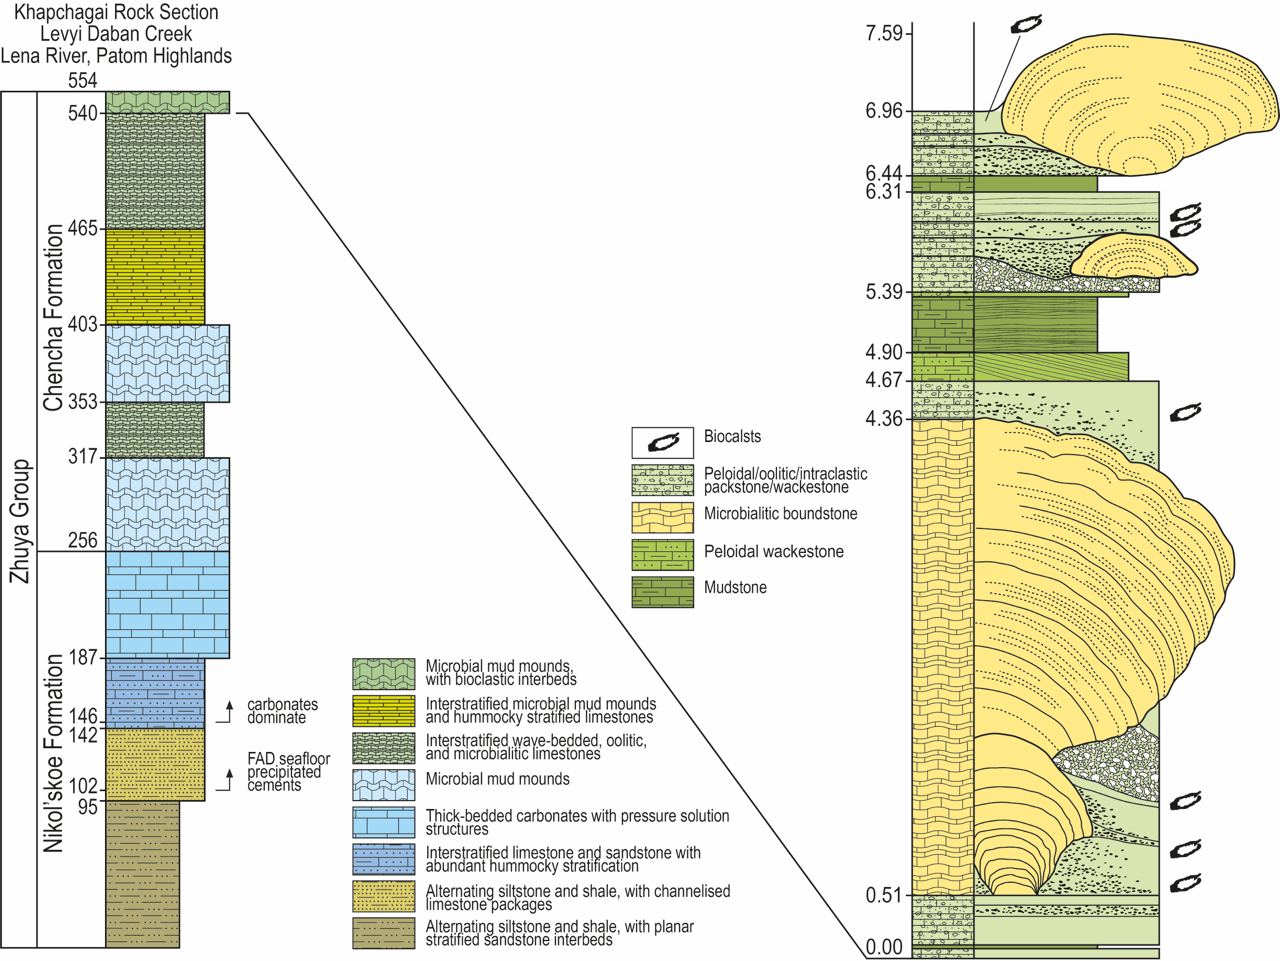 Khapchagai Rock Section
Levyi Daban Creek
Lena River, Patom Highlands
554
540
465
403
353
317
256
187
146
142
102
95
Zhuya Group
Chencha Formation
Nikol'skoe Formation
carbonates
dominate
FAD seafloor
precipitated
cements
Microbial mud mounds,
with bioclastic interbeds
Interstratified microbial mud mounds
and hummocky stratified limestones
Interstratified wave-bedded, oolitic,
and microbialitic limestones
Microbial mud mounds
Thick-bedded carbonates with pressure solution
structures
Interstratified limestone and sandstone with
abundant hummocky stratification
Alternating siltstone and shale, with channelised
limestone packages
Alternating siltstone and shale, with planar
stratified sandstone interbeds
Biocalsts
Peloidal/oolitic/intraclastic
packstone/wackestone
Microbialitic boundstone
Peloidal wackestone
Mudstone
7.59
6.96
6.44
6.31
5.39
4.90
4.67
4.36
0.51
0.00